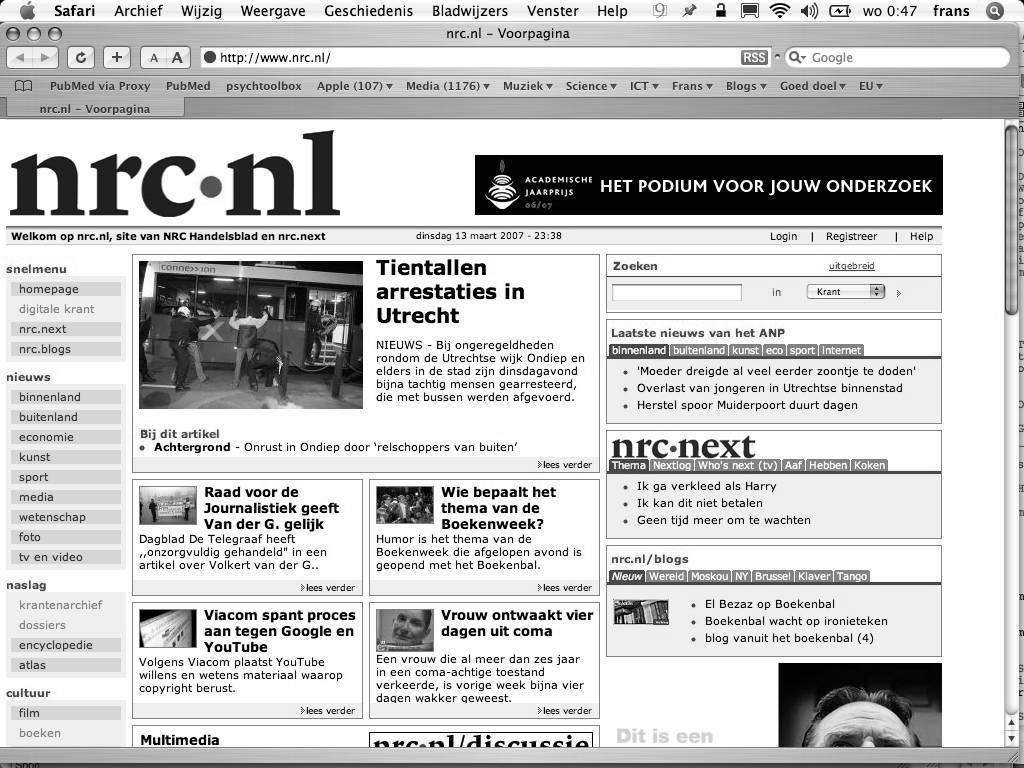 Safari Archief Wijzig Weergave Geschiedenis Bladwijzers Venster Help wo 0:47 frans
nrc.nl – Voorpagina
A A http://www.nrc.nl/ RSS Google
PubMed via Proxy PubMed psychtoolbox Apple (107) Media (1176) Muziek Science ICT Frans Blogs Goed doel EU
nrc.nl – Voorpagina
nrc•nl
ACADEMISCHE
JAARPRIJS
06/07
HET PODIUM VOOR JOUW ONDERZOEK
Welkom op nrc.nl, site van NRC Handelsblad en nrc.next dinsdag 13 maart 2007 - 23:38 Login | Registreer | Help
snelmenu
homepage
digitale krant
nrc.next
nrc.blogs
nieuws
binnenland
buitenland
economie
kunst
sport
media
wetenschap
foto
tv en video
naslag
krantenarchief
dossiers
encyclopedie
atlas
cultuur
film
boeken
connexxion
Tientallen
arrestaties in
Utrecht
NIEUWS - Bij ongeregeldheden
rondom de Utrechtse wijk Ondiep en
elders in de stad zijn dinsdagavond
bijna tachtig mensen gearresteerd,
die met bussen werden afgevoerd.
Bij dit artikel
• Achtergrond - Onrust in Ondiep door ‘relschoppers van buiten’
lees verder
Raad voor de
Journalistiek geeft
Van der G. gelijk
Dagblad De Telegraaf heeft
,,onzorgvuldig gehandeld" in een
artikel over Volkert van der G..
lees verder
Wie bepaalt het
thema van de
Boekenweek?
Humor is het thema van de
Boekenweek die afgelopen avond is
geopend met het Boekenbal.
lees verder
Viacom spant proces
aan tegen Google en
YouTube
Volgens Viacom plaatst YouTube
willens en wetens materiaal waarop
copyright berust.
lees verder
Vrouw ontwaakt vier
dagen uit coma
Een vrouw die al meer dan zes jaar
in een coma-achtige toestand
verkeerde, is vorige week bijna vier
dagen wakker geweest.
lees verder
Multimedia
nrc•nl/discussie
Zoeken uitgebreid
in Krant
Laatste nieuws van het ANP
binnenland buitenland kunst eco sport internet
• 'Moeder dreigde al veel eerder zoontje te doden'
• Overlast van jongeren in Utrechtse binnenstad
• Herstel spoor Muiderpoort duurt dagen
nrc•next
Thema Nextlog Who's next (tv) Aaf Hebben Koken
• Ik ga verkleed als Harry
• Ik kan dit niet betalen
• Geen tijd meer om te wachten
nrc.nl/blogs
Nieuw Wereld Moskou NY Brussel Klaver Tango
• El Bezaz op Boekenbal
• Boekenbal wacht op ironieteken
• blog vanuit het boekenbal (4)
Dit is een